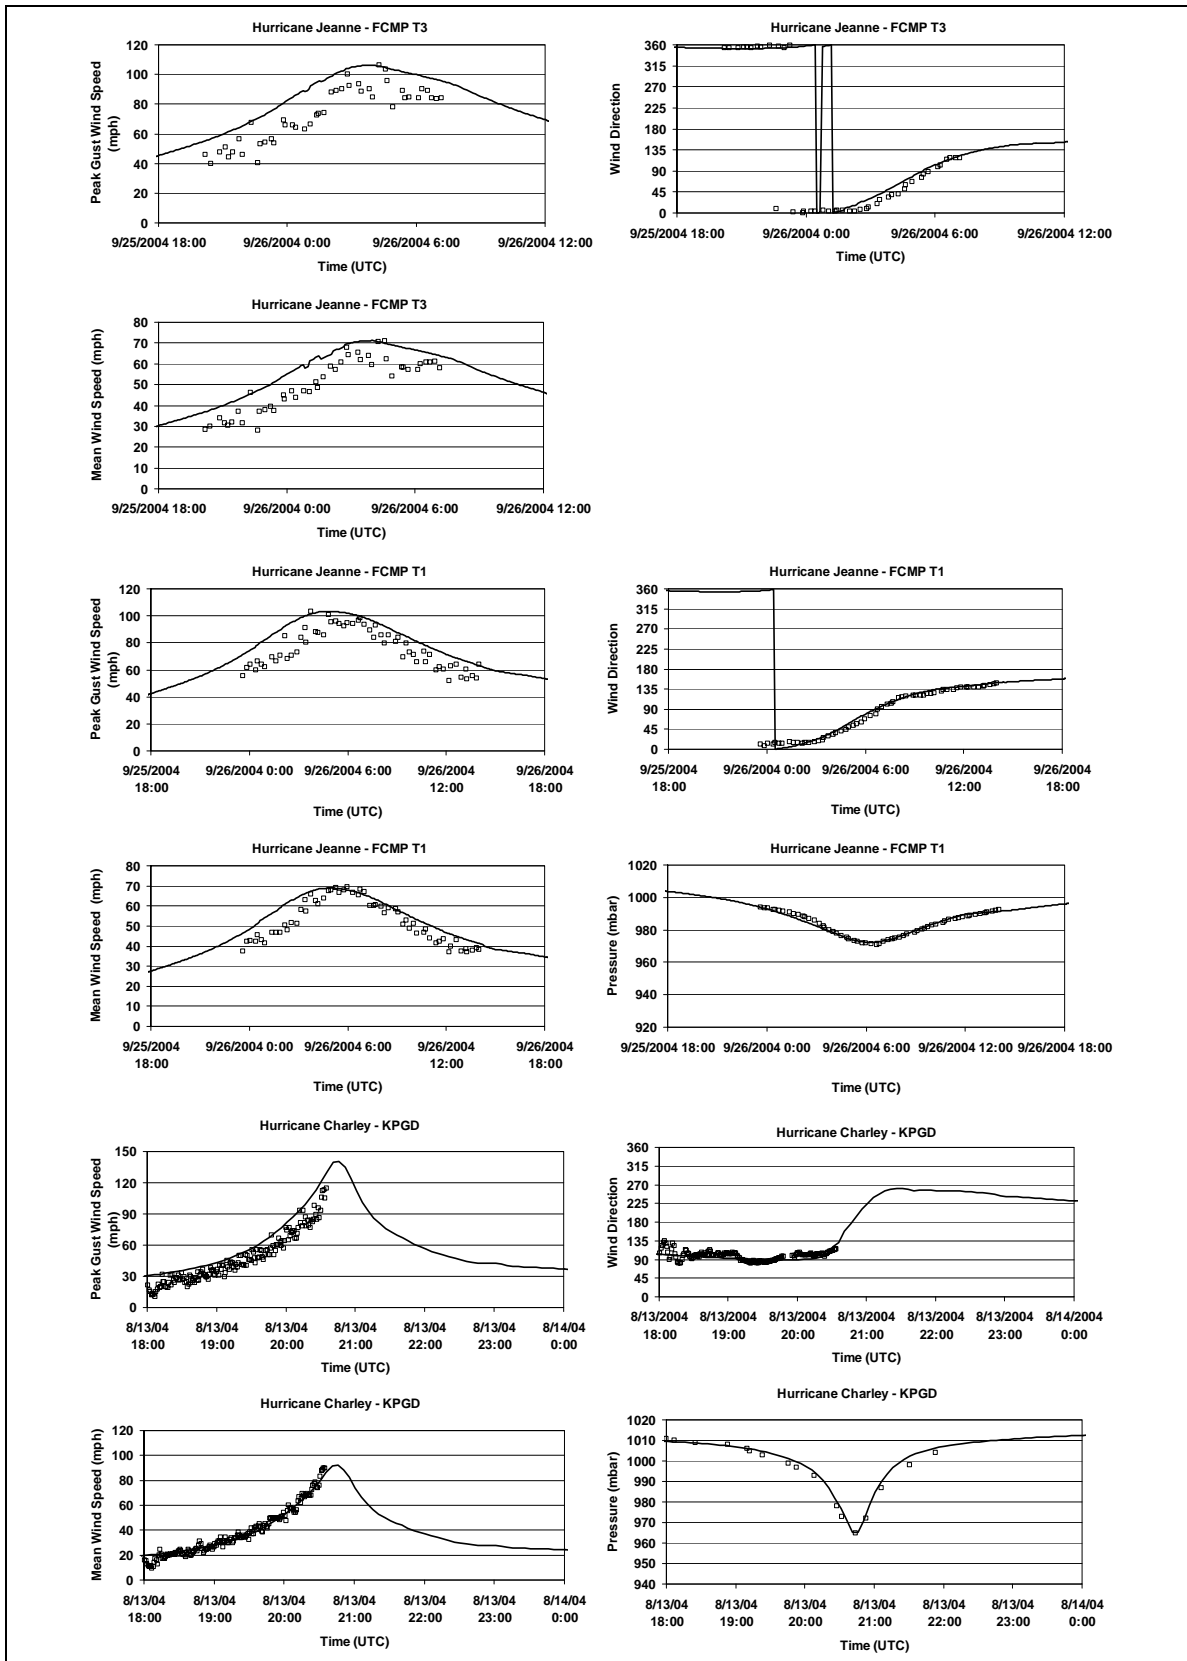 Hurricane Jeanne - FCMP T3
Peak Gust Wind Speed
(mph)
120
100
80
60
40
20
0
9/25/2004 18:00 9/26/2004 0:00 9/26/2004 6:00 9/26/2004 12:00
Time (UTC)
Hurricane Jeanne - FCMP T3
Wind Direction
360
315
270
225
180
135
90
45
0
9/25/2004 18:00 9/26/2004 0:00 9/26/2004 6:00 9/26/2004 12:00
Time (UTC)
Hurricane Jeanne - FCMP T3
Mean Wind Speed (mph)
80
70
60
50
40
30
20
10
0
9/25/2004 18:00 9/26/2004 0:00 9/26/2004 6:00 9/26/2004 12:00
Time (UTC)
Hurricane Jeanne - FCMP T1
Peak Gust Wind Speed
(mph)
120
100
80
60
40
20
0
9/25/2004 9/26/2004 0:00 9/26/2004 6:00 9/26/2004 9/26/2004
18:00 12:00 18:00
Time (UTC)
Hurricane Jeanne - FCMP T1
Wind Direction
360
315
270
225
180
135
90
45
0
9/25/2004 9/26/2004 0:00 9/26/2004 6:00 9/26/2004 9/26/2004
18:00 12:00 18:00
Time (UTC)
Hurricane Jeanne - FCMP T1
Mean Wind Speed (mph)
80
70
60
50
40
30
20
10
0
9/25/2004 9/26/2004 0:00 9/26/2004 6:00 9/26/2004 9/26/2004
18:00 12:00 18:00
Time (UTC)
Hurricane Jeanne - FCMP T1
Pressure (mbar)
1020
1000
980
960
940
920
9/25/2004 18:00 9/26/2004 0:00 9/26/2004 6:00 9/26/2004 12:00 9/26/2004 18:00
Time (UTC)
Hurricane Charley - KPGD
Peak Gust Wind Speed
(mph)
150
120
90
60
30
0
8/13/04 8/13/04 8/13/04 8/13/04 8/13/04 8/13/04 8/14/04
18:00 19:00 20:00 21:00 22:00 23:00 0:00
Time (UTC)
Hurricane Charley - KPGD
Wind Direction
360
315
270
225
180
135
90
45
0
8/13/2004 8/13/2004 8/13/2004 8/13/2004 8/13/2004 8/13/2004 8/14/2004
18:00 19:00 20:00 21:00 22:00 23:00 0:00
Time (UTC)
Hurricane Charley - KPGD
Mean Wind Speed (mph)
120
100
80
60
40
20
0
8/13/04 8/13/04 8/13/04 8/13/04 8/13/04 8/13/04 8/14/04
18:00 19:00 20:00 21:00 22:00 23:00 0:00
Time (UTC)
Hurricane Charley - KPGD
Pressure (mbar)
1020
1010
1000
990
980
970
960
950
940
8/13/04 8/13/04 8/13/04 8/13/04 8/13/04 8/13/04 8/14/04
18:00 19:00 20:00 21:00 22:00 23:00 0:00
Time (UTC)